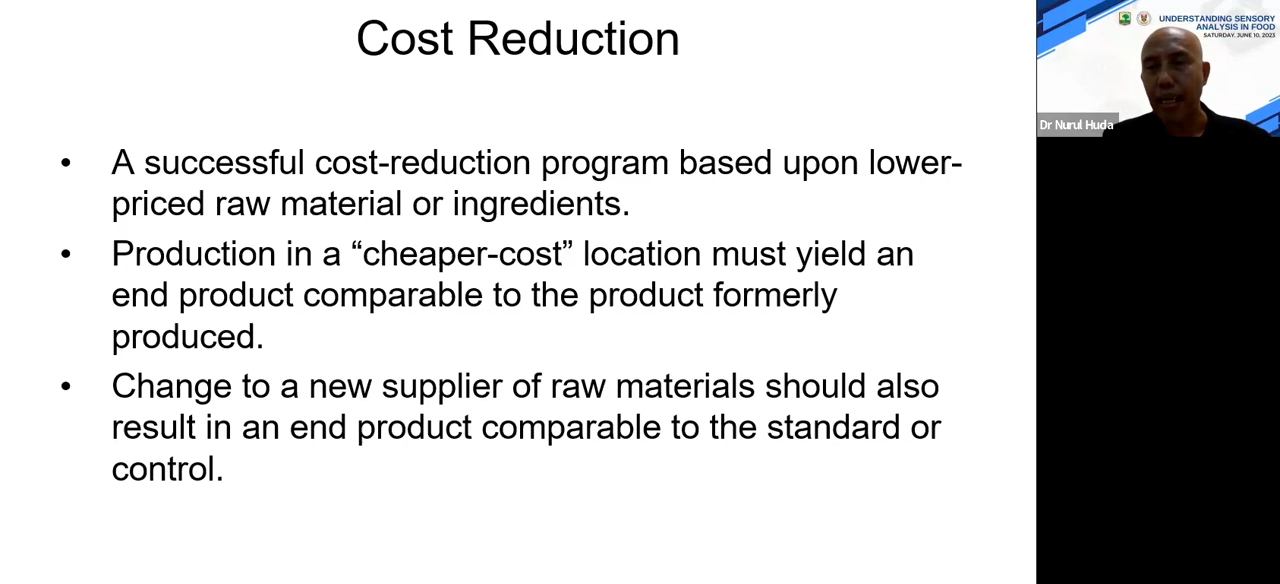 Cost Reduction
• A successful cost-reduction program based upon lower-
priced raw material or ingredients.
• Production in a “cheaper-cost” location must yield an
end product comparable to the product formerly
produced.
• Change to a new supplier of raw materials should also
result in an end product comparable to the standard or
control.
UNDERSTANDING SENSORY
ANALYSIS IN FOOD
SATURDAY, JUNE 10, 2023
Dr Nurul Huda